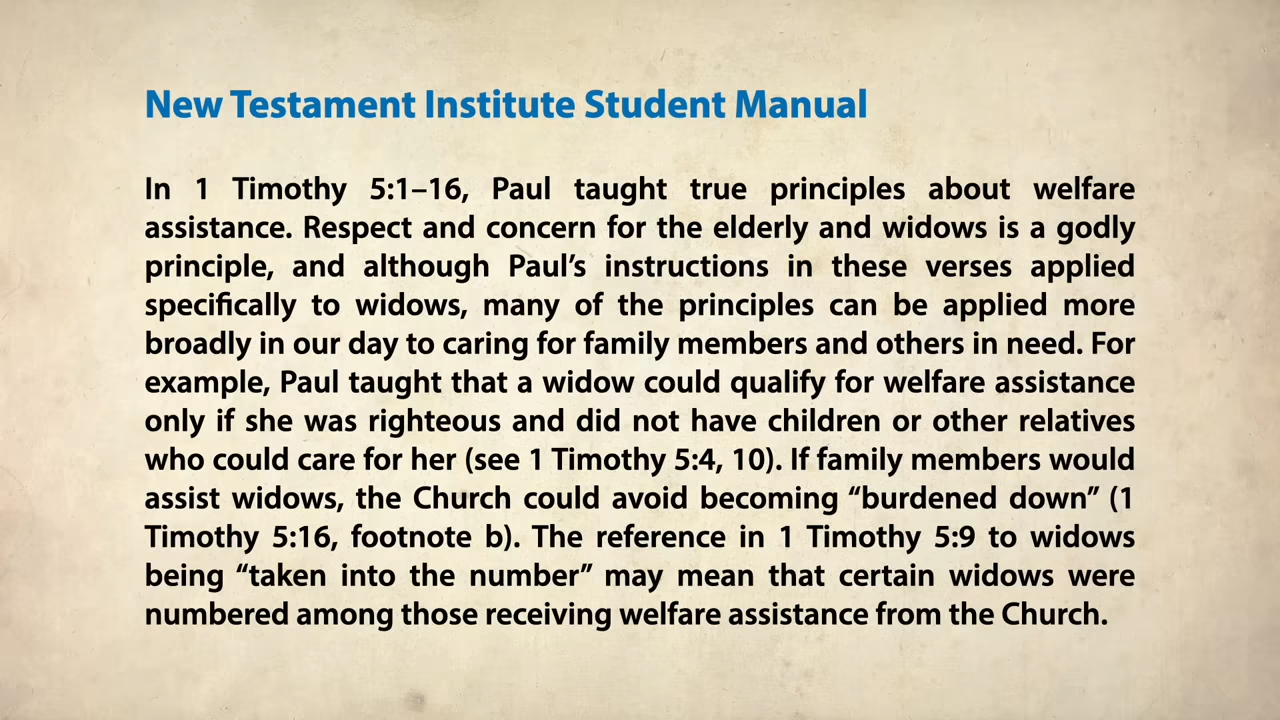 New Testament Institute Student Manual
In 1 Timothy 5:1–16, Paul taught true principles about welfare
assistance. Respect and concern for the elderly and widows is a godly
principle, and although Paul’s instructions in these verses applied
specifically to widows, many of the principles can be applied more
broadly in our day to caring for family members and others in need. For
example, Paul taught that a widow could qualify for welfare assistance
only if she was righteous and did not have children or other relatives
who could care for her (see 1 Timothy 5:4, 10). If family members would
assist widows, the Church could avoid becoming “burdened down” (1
Timothy 5:16, footnote b). The reference in 1 Timothy 5:9 to widows
being “taken into the number” may mean that certain widows were
numbered among those receiving welfare assistance from the Church.